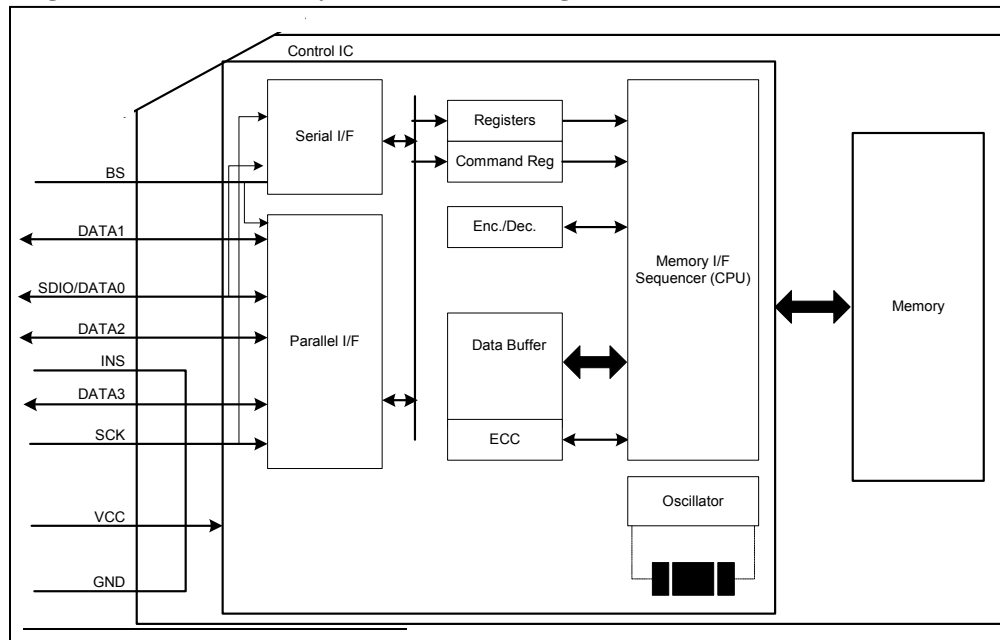 Control IC
Serial I/F
Registers
Command Reg
BS
DATA1
Enc./Dec.
Memory I/F
Sequencer (CPU)
SDIO/DATA0
Memory
DATA2
Parallel I/F
Data Buffer
INS
DATA3
SCK
ECC
Oscillator
VCC
GND